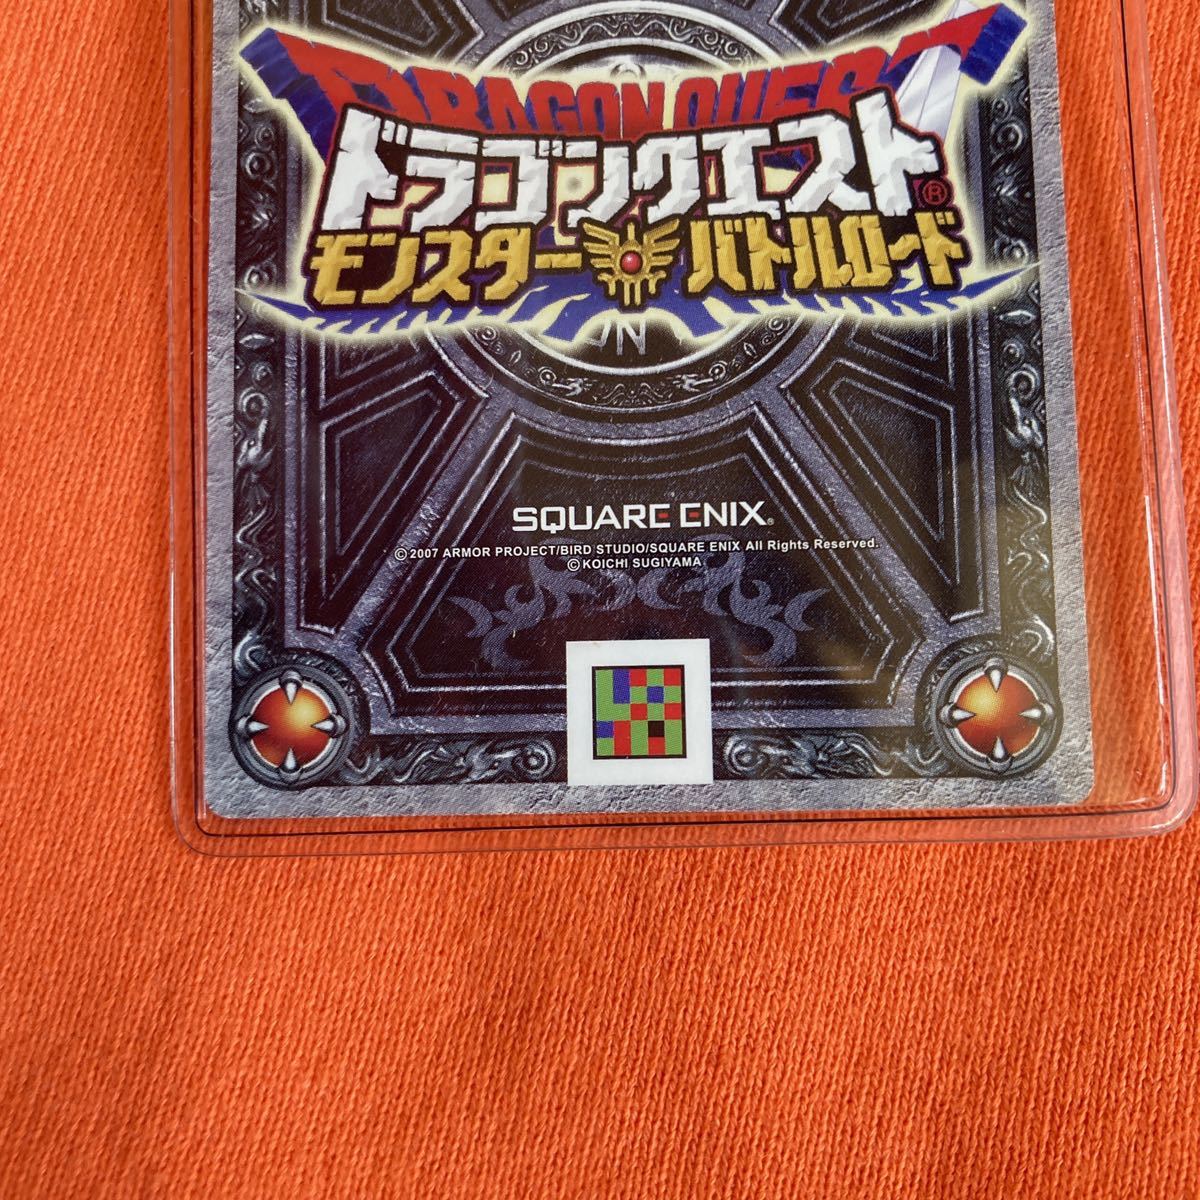 DRAGON QUEST
ドラゴンクエスト®
モンスターバトルロード
SQUARE ENIX®
© 2007 ARMOR PROJECT/BIRD STUDIO/SQUARE ENIX All Rights Reserved.
© KOICHI SUGIYAMA